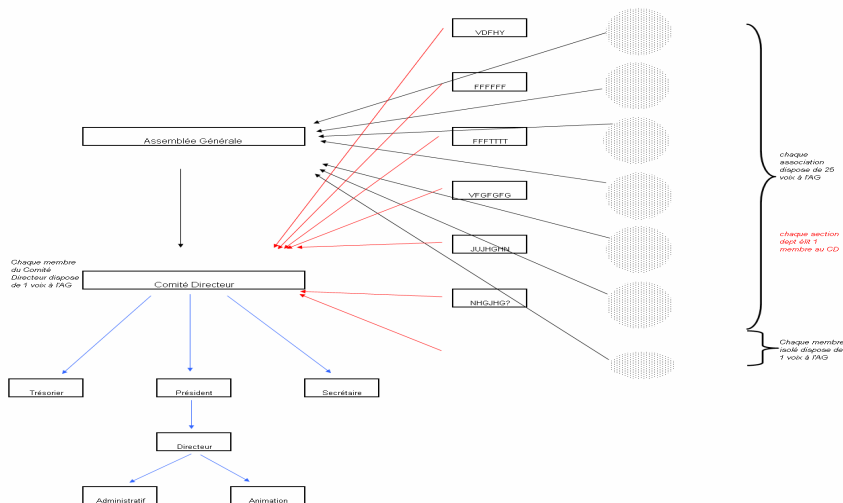 VDFHY
FFFFFF
Assemblée Générale
FFFTTTT
chaque
association
dispose de 25
voix à l'AG
VFGFGFG
JUJHGHN
chaque section
dept élit 1
membre au CD
Chaque membre
du Comité
Directeur dispose
de 1 voix à l'AG
Comité Directeur
NHGJHG?
Chaque membre
isolé dispose de
1 voix à l'AG
Trésorier
Président
Secrétaire
Directeur
Administratif
Animation